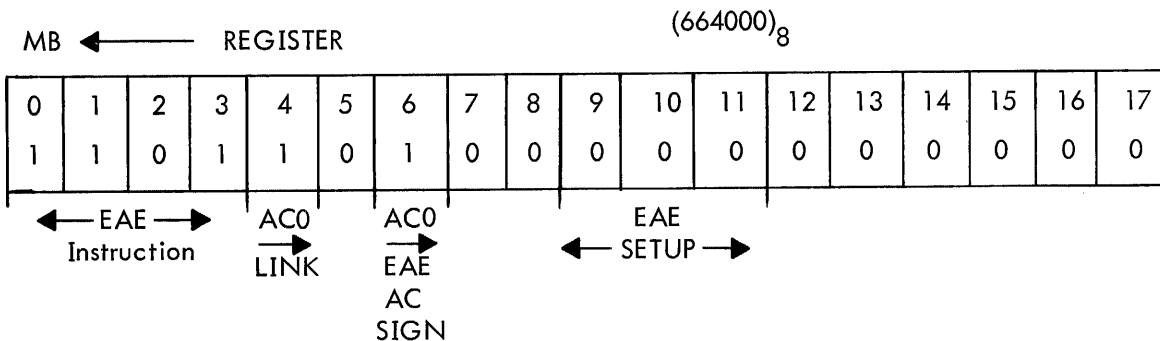 (664000)8
MB REGISTER
0 1 2 3 4 5 6 7 8 9 10 11 12 13 14 15 16 17
1 1 0 1 1 0 1 0 0 0 0 0 0 0 0 0 0 0
EAE AC0 AC0 EAE
Instruction LINK EAE SETUP
AC
SIGN